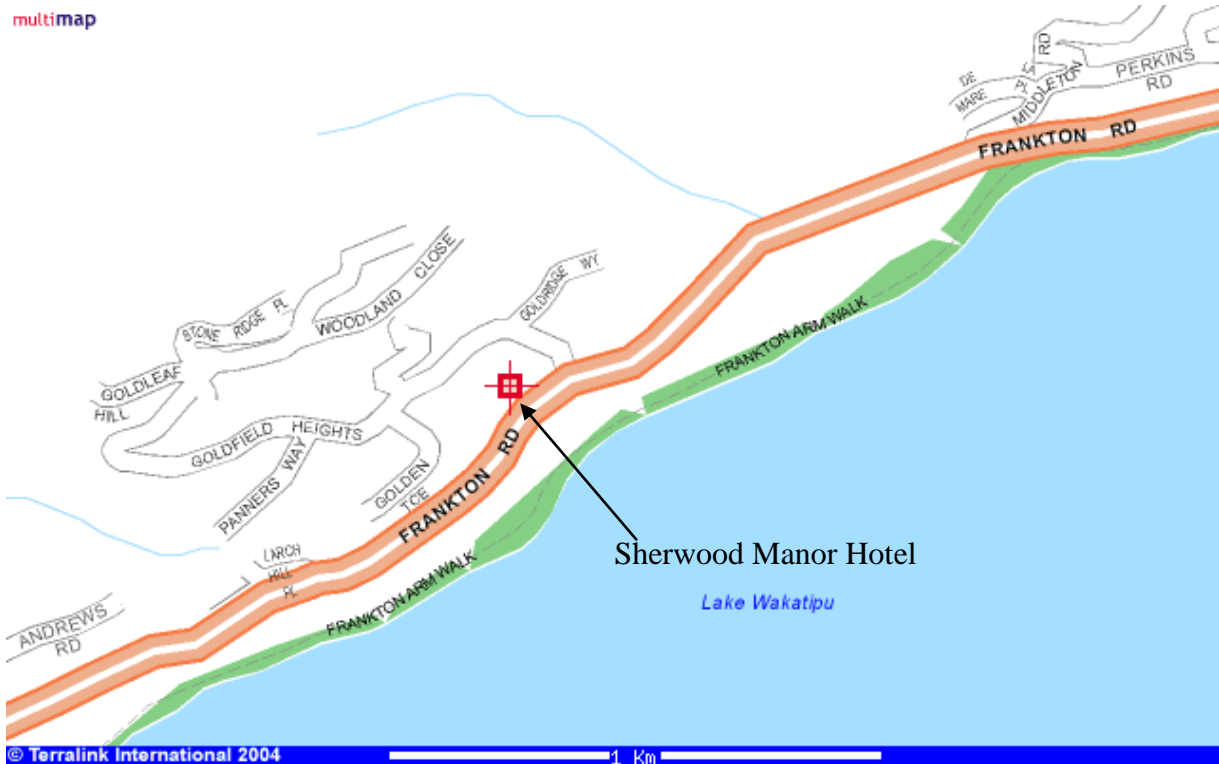 multimap
RD
DE LA
MARE PL
MIDDLETON
PERKINS
RD
FRANKTON RD
STONE RIDGE PL
WOODLAND CLOSE
GOLDRIDGE WY
GOLDLEAF
HILL
GOLDFIELD HEIGHTS
PANNERS WAY
GOLDEN
TCE
FRANKTON RD
FRANKTON ARM WALK
LARCH
HILL
PL
Sherwood Manor Hotel
Lake Wakatipu
FRANKTON ARM WALK
ANDREWS
RD
© Terralink International 2004
1 Km